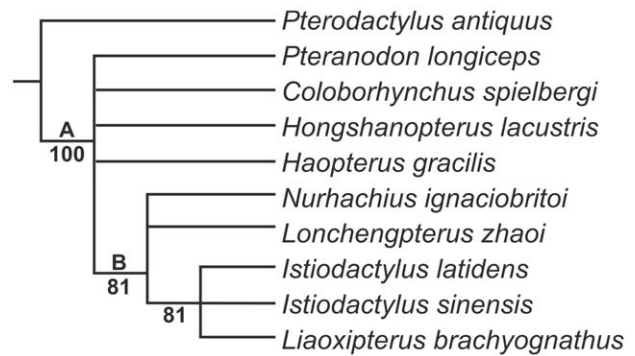 Pterodactylus antiquus
Pteranodon longiceps
Coloborhynchus spielbergi
Hongshanopterus lacustris
A
100
Haopterus gracilis
Nurhachius ignaciobritoi
Lonchengpterus zhaoi
B
81
Istiodactylus latidens
Istiodactylus sinensis
81
Liaoxipterus brachyognathus